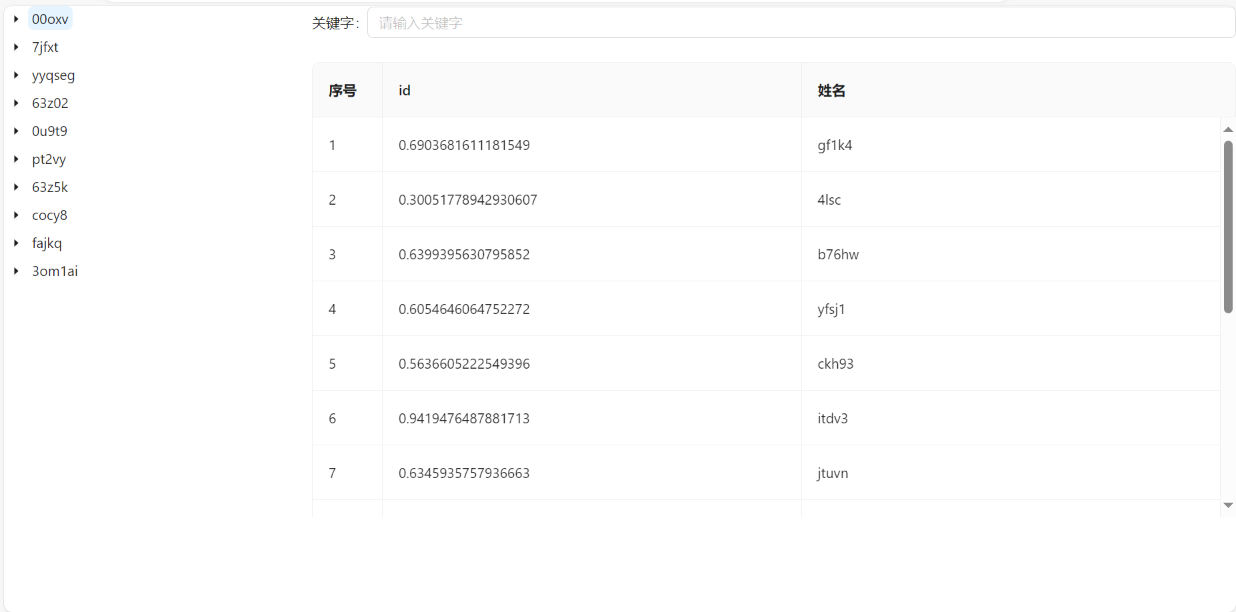 00oxv
7jfxt
yyqseg
63z02
0u9t9
pt2vy
63z5k
cocy8
fajkq
3om1ai
关键字： 请输入关键字
序号 id 姓名
1 0.6903681611181549 gf1k4
2 0.30051778942930607 4lsc
3 0.6399395630795852 b76hw
4 0.6054646064752272 yfsj1
5 0.5636605222549396 ckh93
6 0.9419476487881713 itdv3
7 0.6345935757936663 jtuvn